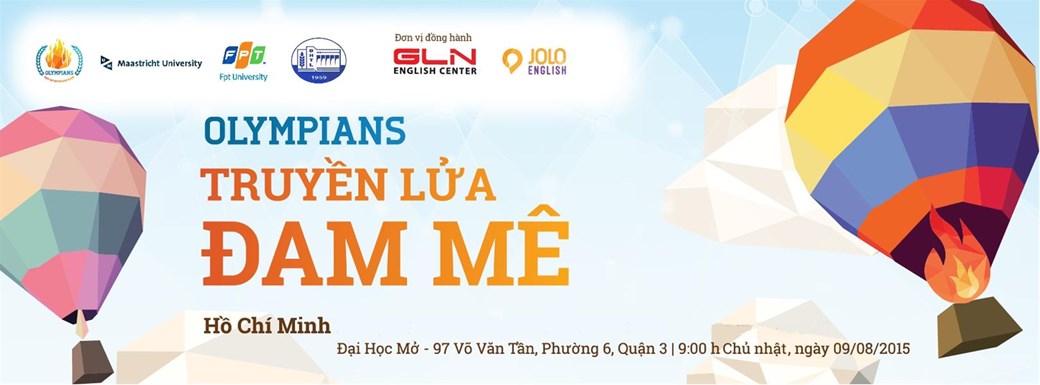 Đơn vị đồng hành
OLYMPIANS
Maastricht University
FPT
Fpt University
1959
GLN
ENGLISH CENTER
JOLO
ENGLISH
OLYMPIANS
TRUYỀN LỬA
ĐAM MÊ
Hồ Chí Minh
Đại Học Mở - 97 Võ Văn Tần, Phường 6, Quận 3 | 9:00 h Chủ nhật, ngày 09/08/2015